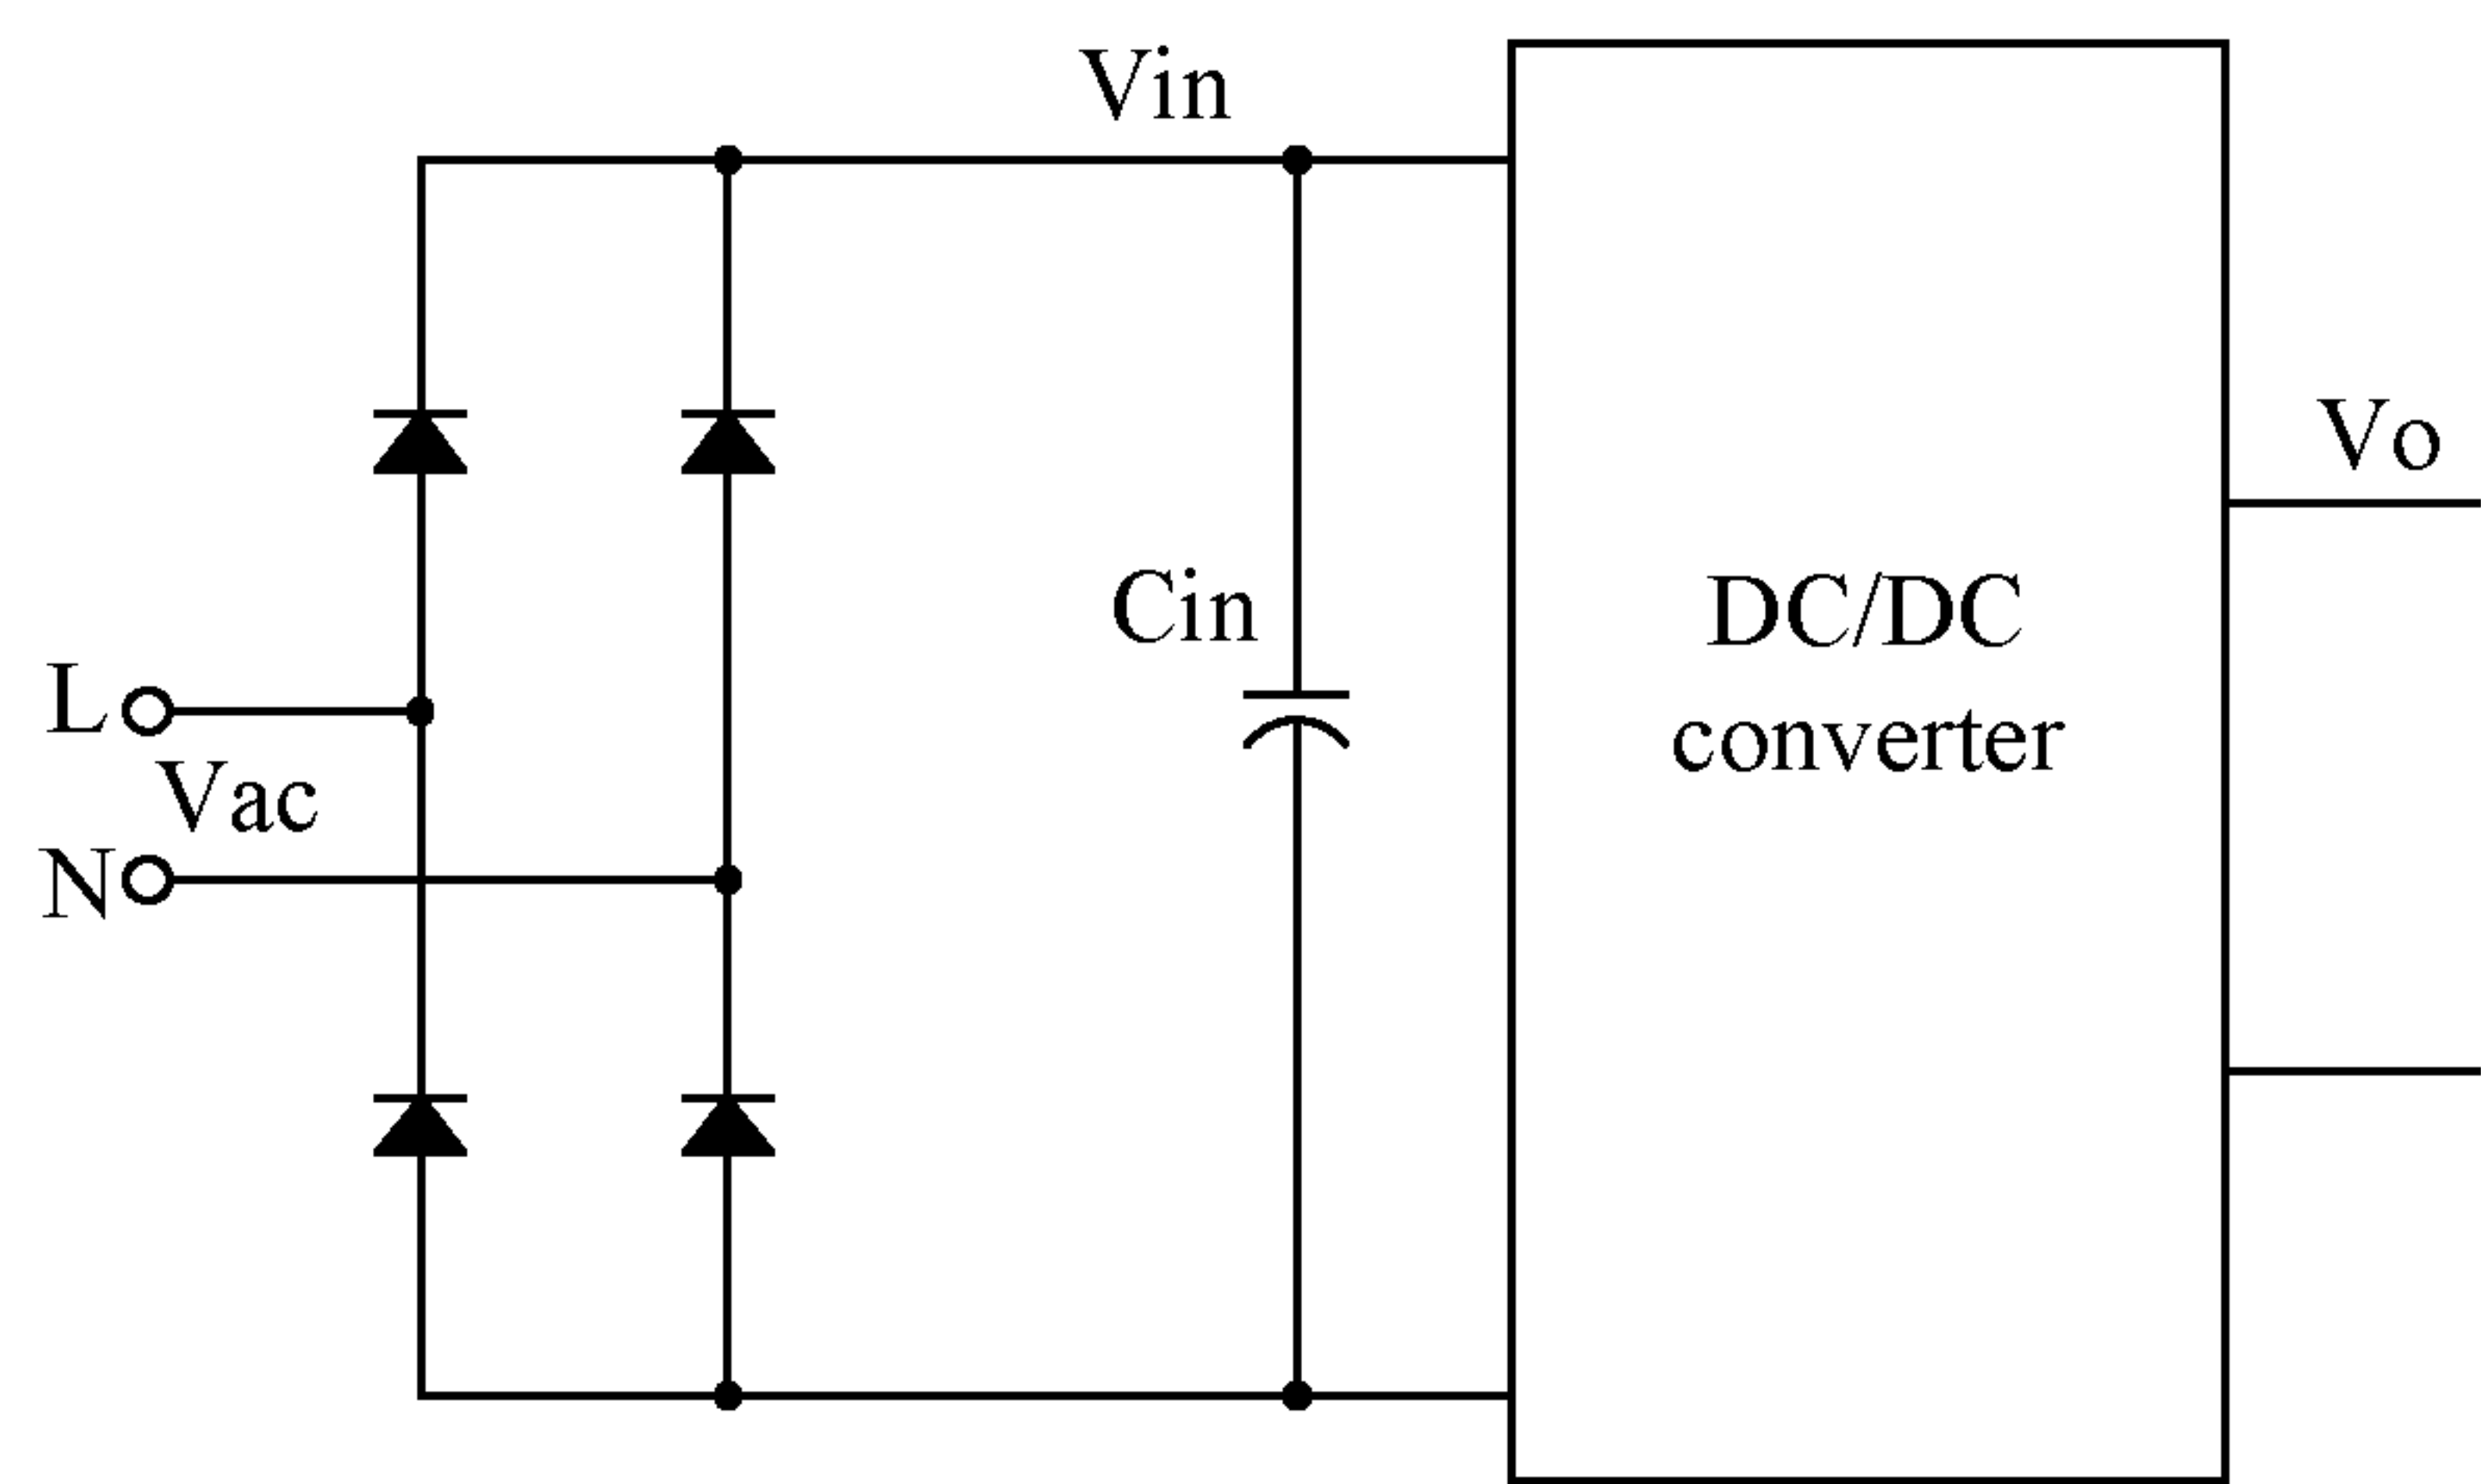 Vin
Vo
Cin
DC/DC
converter
L
Vac
N